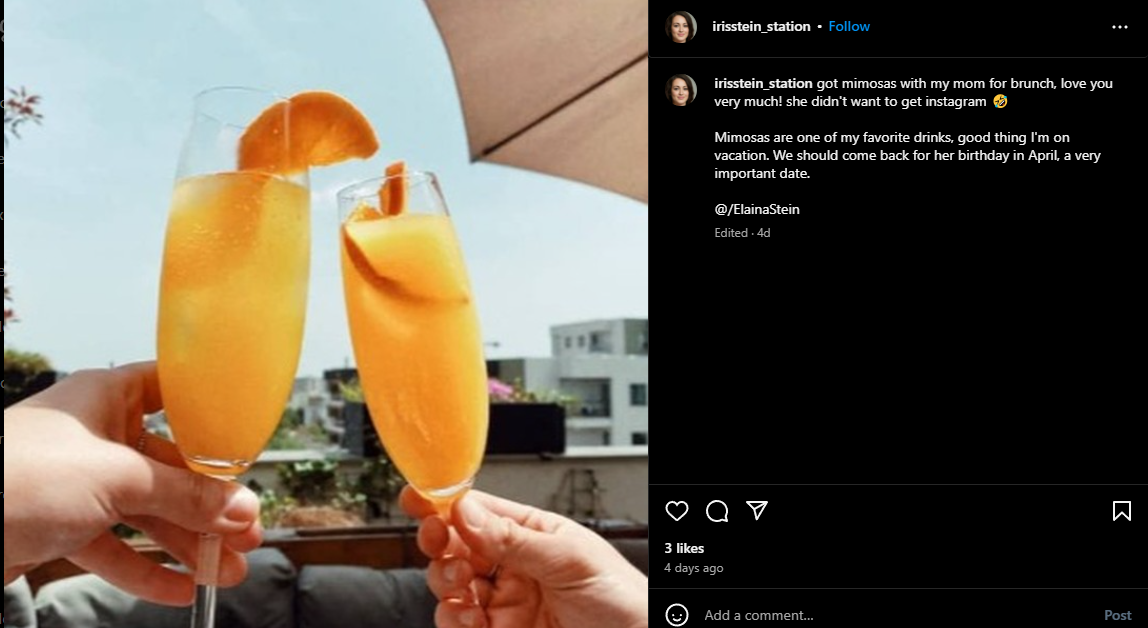 irisstein_station • Follow
irisstein_station got mimosas with my mom for brunch, love you
very much! she didn't want to get instagram 🤣
Mimosas are one of my favorite drinks, good thing I'm on
vacation. We should come back for her birthday in April, a very
important date.
@/ElainaStein
Edited · 4d
3 likes
4 days ago
Add a comment...
Post